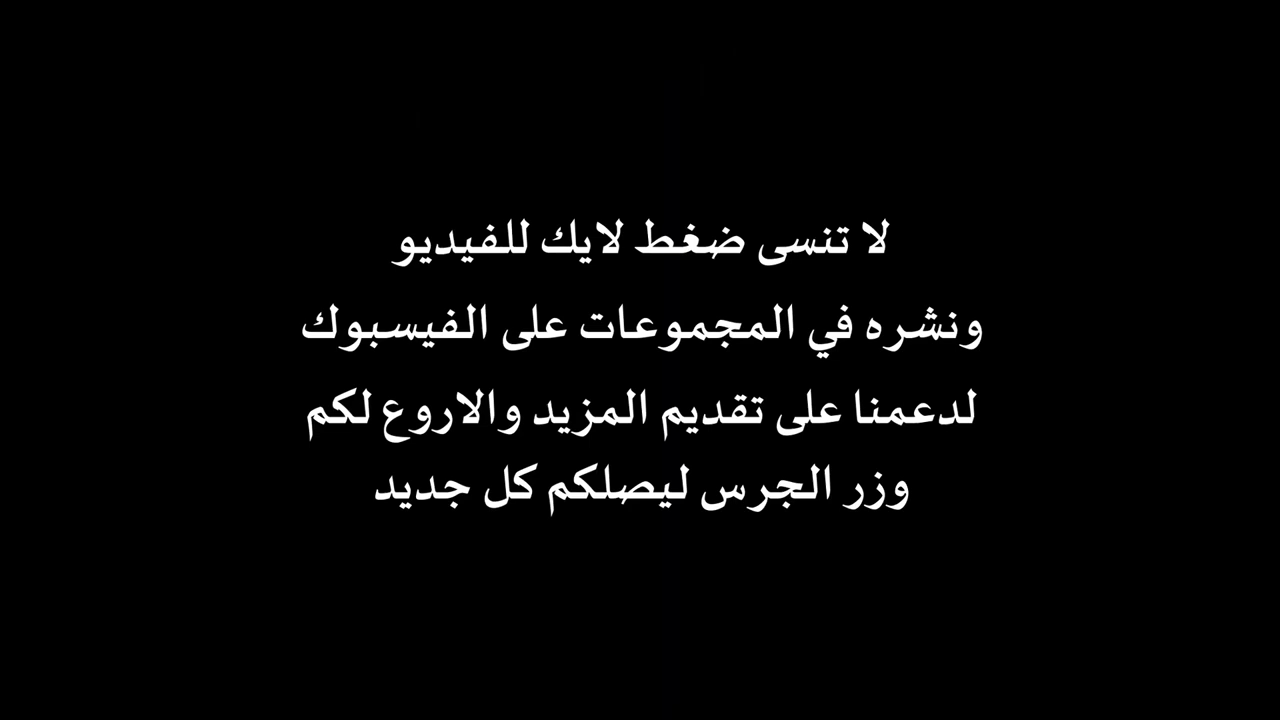 لا تنسى ضغط لايك للفيديو
ونشره في المجموعات على الفيسبوك
لدعمنا على تقديم المزيد والاروع لكم
وزر الجرس ليصلكم كل جديد